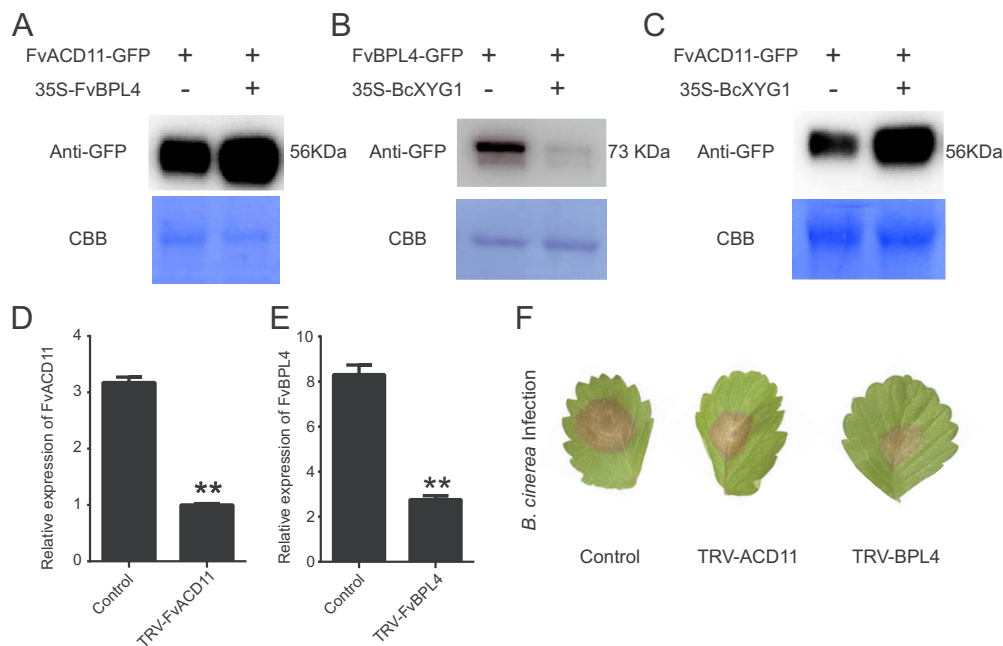 A
FvACD11-GFP + +
35S-FvBPL4 - +
Anti-GFP 56KDa
CBB
B
FvBPL4-GFP + +
35S-BcXYG1 - +
Anti-GFP 73 KDa
CBB
C
FvACD11-GFP + +
35S-BcXYG1 - +
Anti-GFP 56KDa
CBB
D
Relative expression of FvACD11
4
3
2
1
0
**
Control
TRV-FvACD11
E
Relative expression of FvBPL4
10
8
6
4
2
0
**
Control
TRV-FvBPL4
F
B. cinerea Infection
Control TRV-ACD11 TRV-BPL4